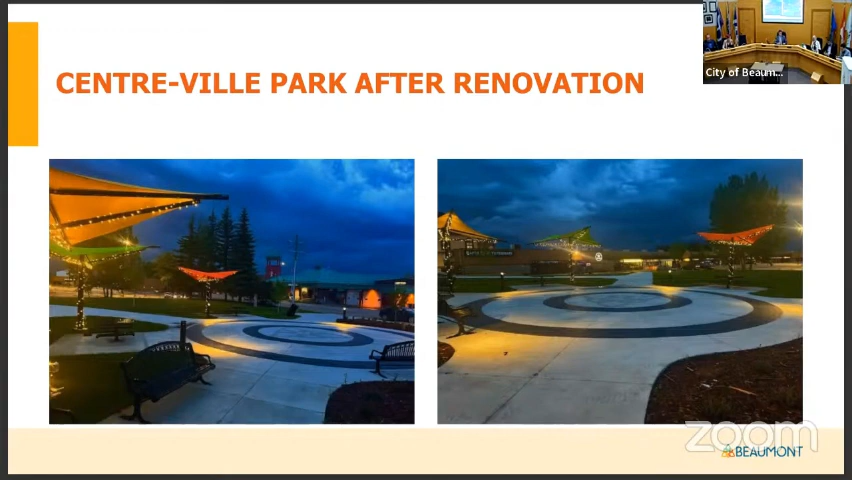 CENTRE-VILLE PARK AFTER RENOVATION
City of Beaum...
zoom
BEAUMONT